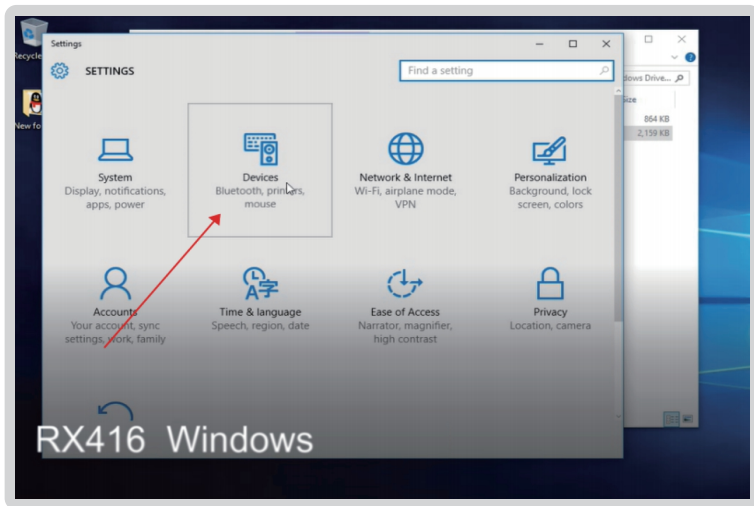 Recycle
New fo
Settings
SETTINGS
Find a setting
System
Display, notifications,
apps, power
Devices
Bluetooth, printers,
mouse
Network & Internet
Wi-Fi, airplane mode,
VPN
Personalization
Background, lock
screen, colors
Accounts
Your account, sync
settings, work, family
Time & language
Speech, region, date
A字
Ease of Access
Narrator, magnifier,
high contrast
Privacy
Location, camera
dows Drive...
Size
864 KB
2,159 KB
RX416 Windows